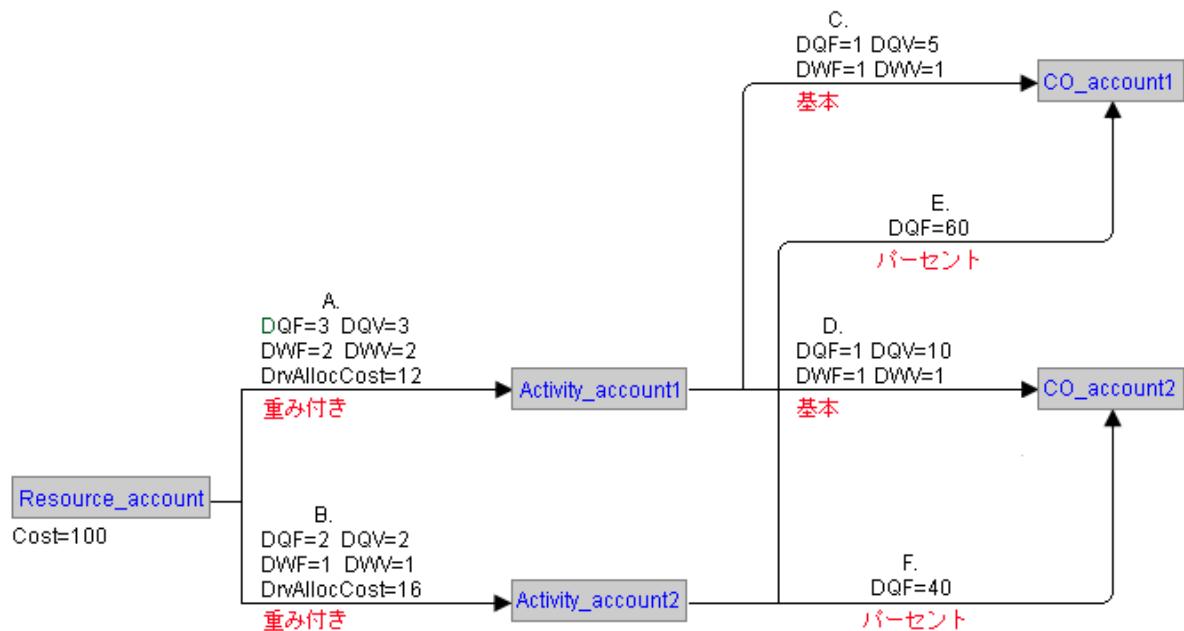 C.
DQF=1 DQV=5
DWF=1 DWV=1
基本
CO_account1
E.
DQF=60
パーセント
A.
DQF=3 DQV=3
DWF=2 DWV=2
DrvAllocCost=12
重み付き
Activity_account1
D.
DQF=1 DQV=10
DWF=1 DWV=1
基本
CO_account2
Resource_account
Cost=100
B.
DQF=2 DQV=2
DWF=1 DWV=1
DrvAllocCost=16
重み付き
Activity_account2
F.
DQF=40
パーセント